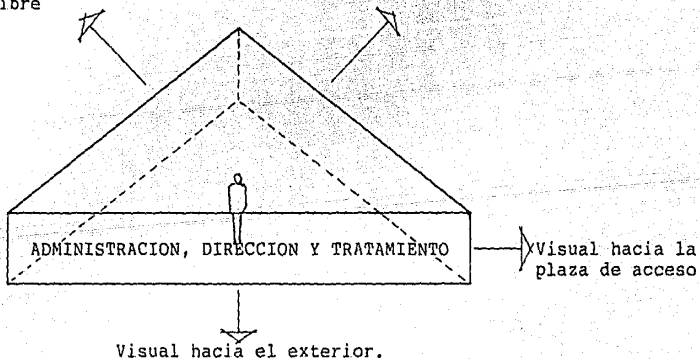 ADMINISTRACION, DIRECCION Y TRATAMIENTO
Visual hacia la
plaza de acceso
Visual hacia el exterior.